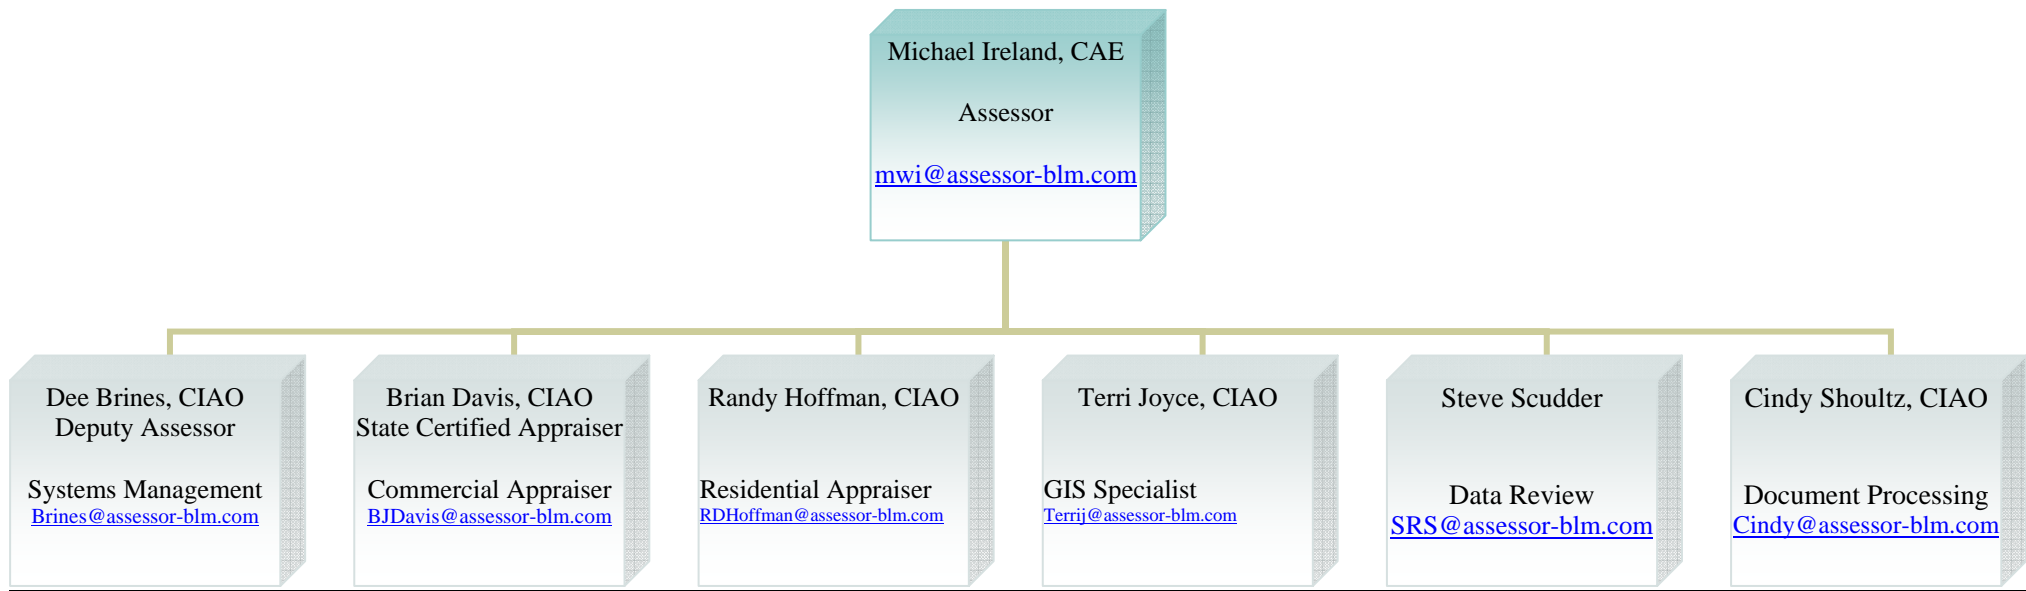 Michael Ireland, CAE
Assessor
mwi@assessor-blm.com
Dee Brines, CIAO
Deputy Assessor
Systems Management
Brines@assessor-blm.com
Brian Davis, CIAO
State Certified Appraiser
Commercial Appraiser
BJDavis@assessor-blm.com
Randy Hoffman, CIAO
Residential Appraiser
RDHoffman@assessor-blm.com
Terri Joyce, CIAO
GIS Specialist
Terrij@assessor-blm.com
Steve Scudder
Data Review
SRS@assessor-blm.com
Cindy Shoultz, CIAO
Document Processing
Cindy@assessor-blm.com